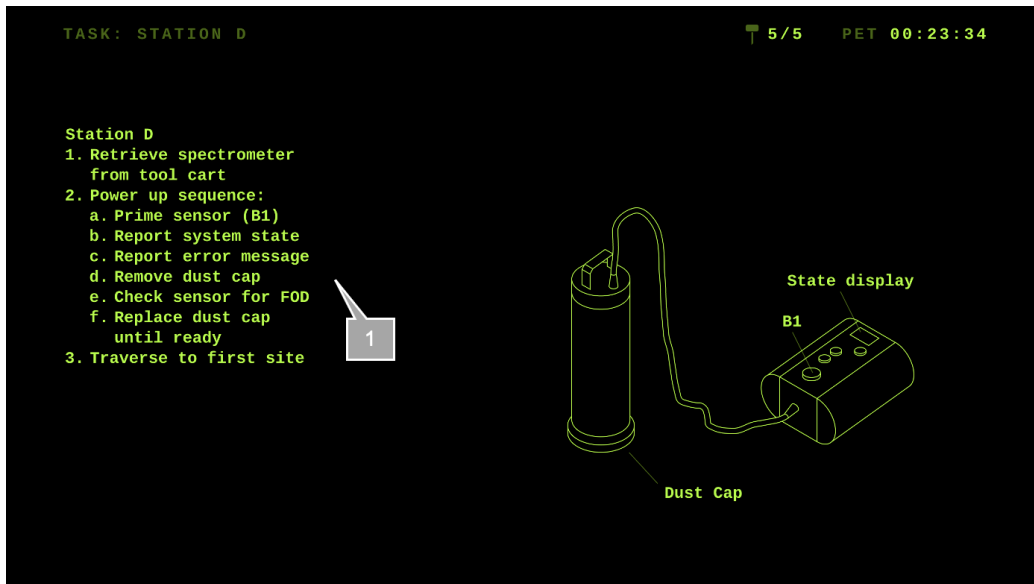 TASK: STATION D
5/5 PET 00:23:34
Station D
1. Retrieve spectrometer
from tool cart
2. Power up sequence:
a. Prime sensor (B1)
b. Report system state
c. Report error message
d. Remove dust cap
e. Check sensor for FOD
f. Replace dust cap
until ready
3. Traverse to first site
1
State display
B1
Dust Cap